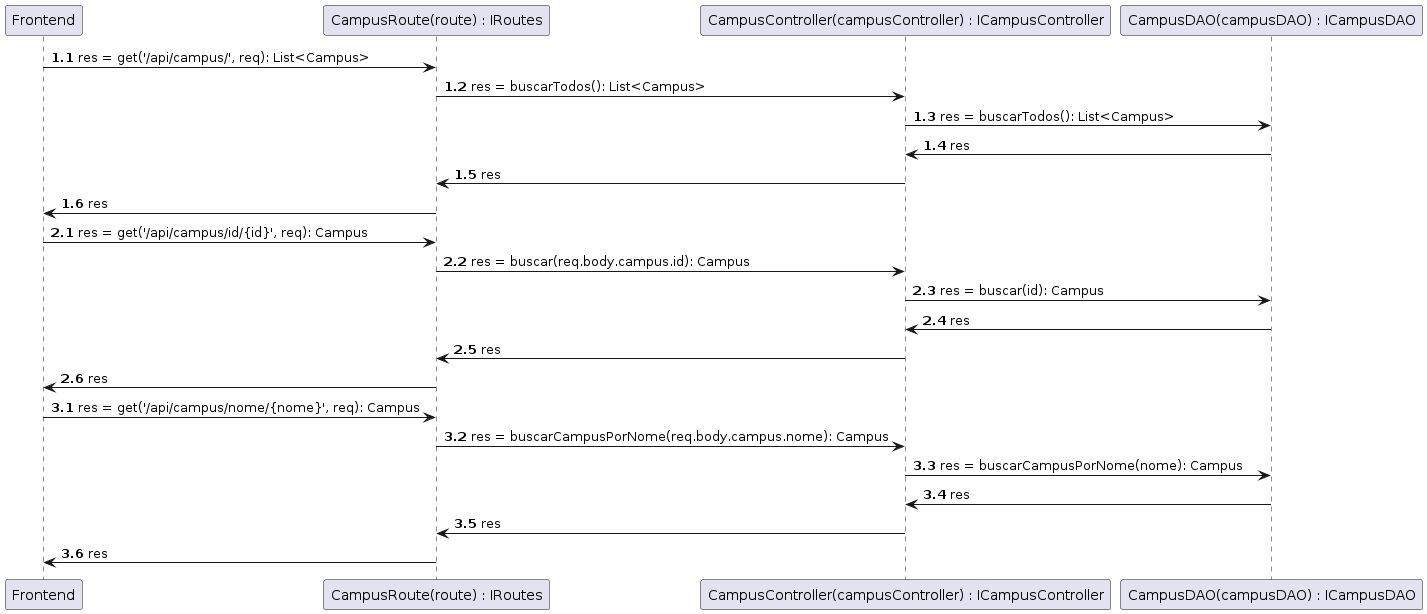 Frontend
CampusRoute(route) : IRoutes
CampusController(campusController) : ICampusController
CampusDAO(campusDAO) : ICampusDAO
1.1 res = get('/api/campus/', req): List<Campus>
1.2 res = buscarTodos(): List<Campus>
1.3 res = buscarTodos(): List<Campus>
1.4 res
1.5 res
1.6 res
2.1 res = get('/api/campus/id/{id}', req): Campus
2.2 res = buscar(req.body.campus.id): Campus
2.3 res = buscar(id): Campus
2.4 res
2.5 res
2.6 res
3.1 res = get('/api/campus/nome/{nome}', req): Campus
3.2 res = buscarCampusPorNome(req.body.campus.nome): Campus
3.3 res = buscarCampusPorNome(nome): Campus
3.4 res
3.5 res
3.6 res
Frontend
CampusRoute(route) : IRoutes
CampusController(campusController) : ICampusController
CampusDAO(campusDAO) : ICampusDAO